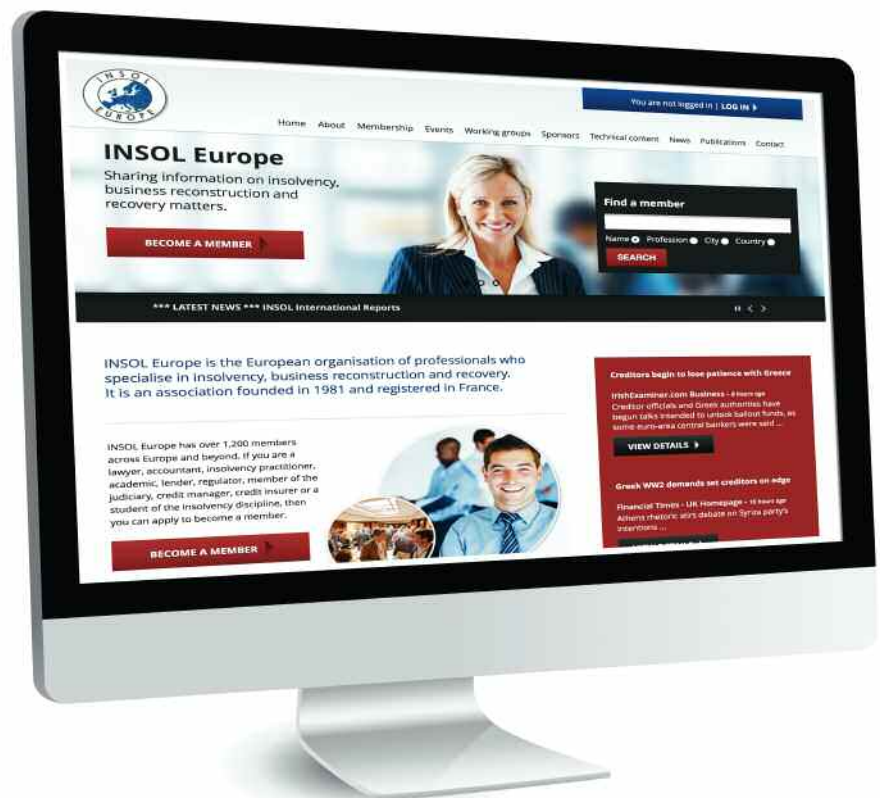 INSOL
EUROPE
You are not logged in | LOG IN
Home About Membership Events Working groups Sponsors Technical content News Publications Contact
INSOL Europe
Sharing information on insolvency,
business reconstruction and
recovery matters.
BECOME A MEMBER
Find a member
Name Profession City Country
SEARCH
*** LATEST NEWS *** INSOL International Reports
INSOL Europe is the European organisation of professionals who
specialise in insolvency, business reconstruction and recovery.
It is an association founded in 1981 and registered in France.
INSOL Europe has over 1,200 members
across Europe and beyond. If you are a
lawyer, accountant, insolvency practitioner,
academic, lender, regulator, member of the
judiciary, credit manager, credit insurer or a
student of the insolvency discipline, then
you can apply to become a member.
BECOME A MEMBER
Creditors begin to lose patience with Greece
IrishExaminer.com Business - 8 hours ago
Creditor officials and Greek authorities have
begun talks intended to unlock bailout funds, as
some euro-area central bankers were said ...
VIEW DETAILS
Greek WW2 demands set creditors on edge
Financial Times - UK Homepage - 10 hours ago
Athens rhetoric stirs debate on Syriza party's
intentions ...